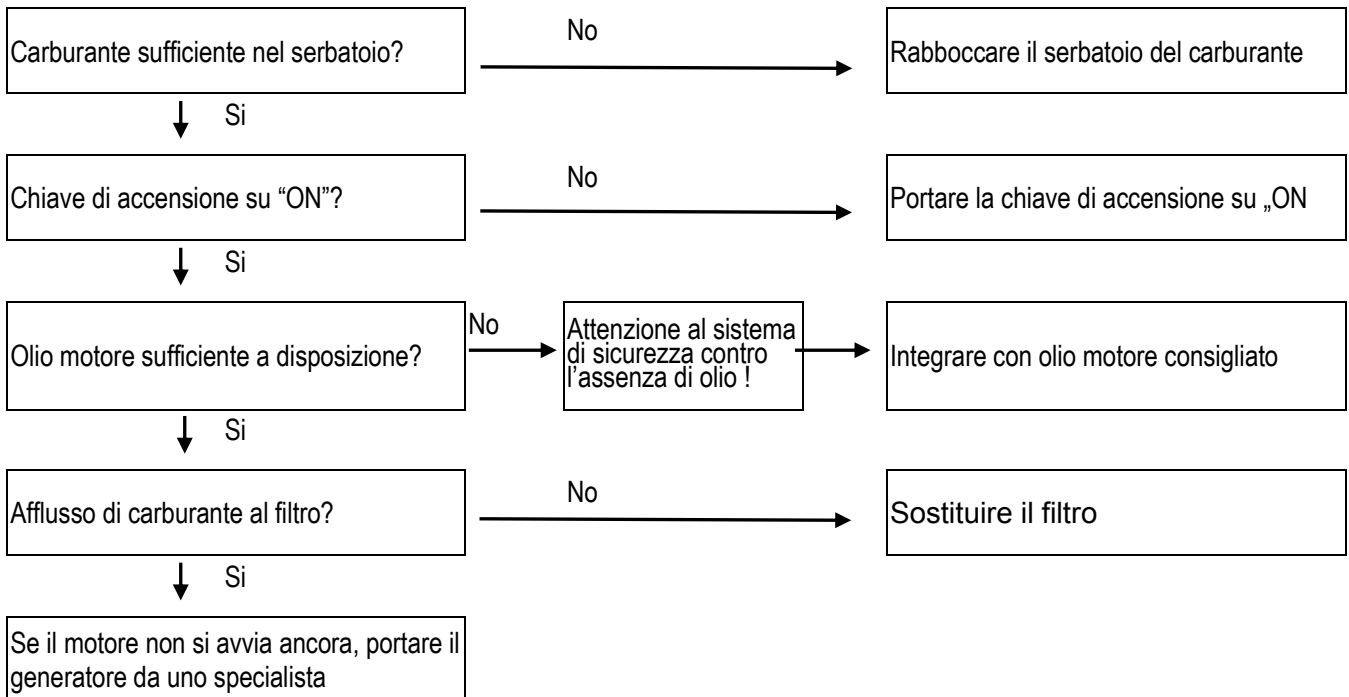 Carburante sufficiente nel serbatoio?
No
Rabboccare il serbatoio del carburante
Si
Chiave di accensione su “ON”?
No
Portare la chiave di accensione su „ON
Si
Olio motore sufficiente a disposizione?
No
Attenzione al sistema
di sicurezza contro
l’assenza di olio !
Integrare con olio motore consigliato
Si
Afflusso di carburante al filtro?
No
Sostituire il filtro
Si
Se il motore non si avvia ancora, portare il
generatore da uno specialista